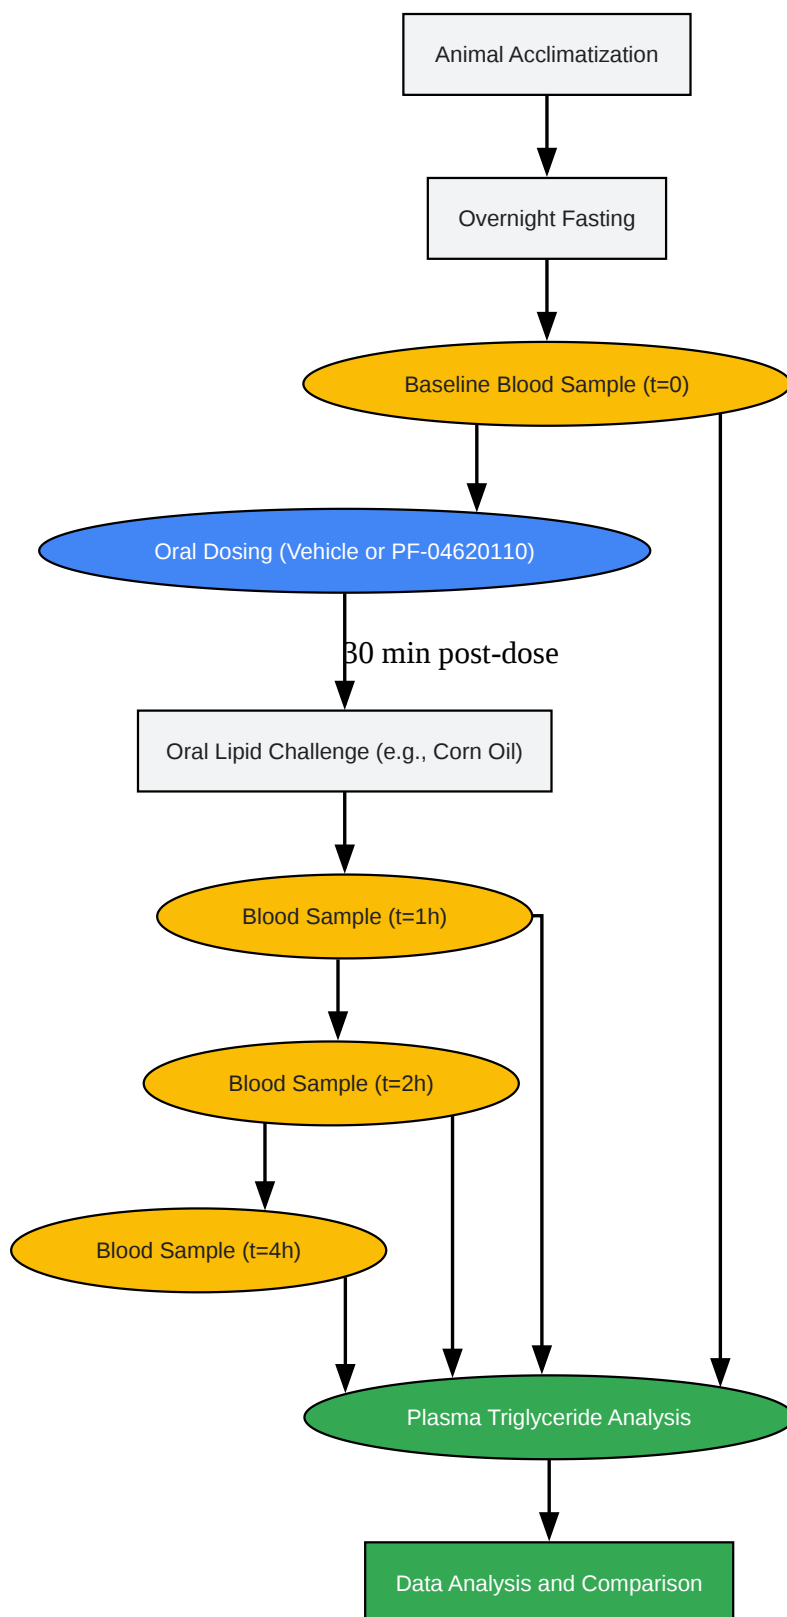 Animal Acclimatization
Overnight Fasting
Baseline Blood Sample (t=0)
Oral Dosing (Vehicle or PF-04620110)
30 min post-dose
Oral Lipid Challenge (e.g., Corn Oil)
Blood Sample (t=1h)
Blood Sample (t=2h)
Blood Sample (t=4h)
Plasma Triglyceride Analysis
Data Analysis and Comparison